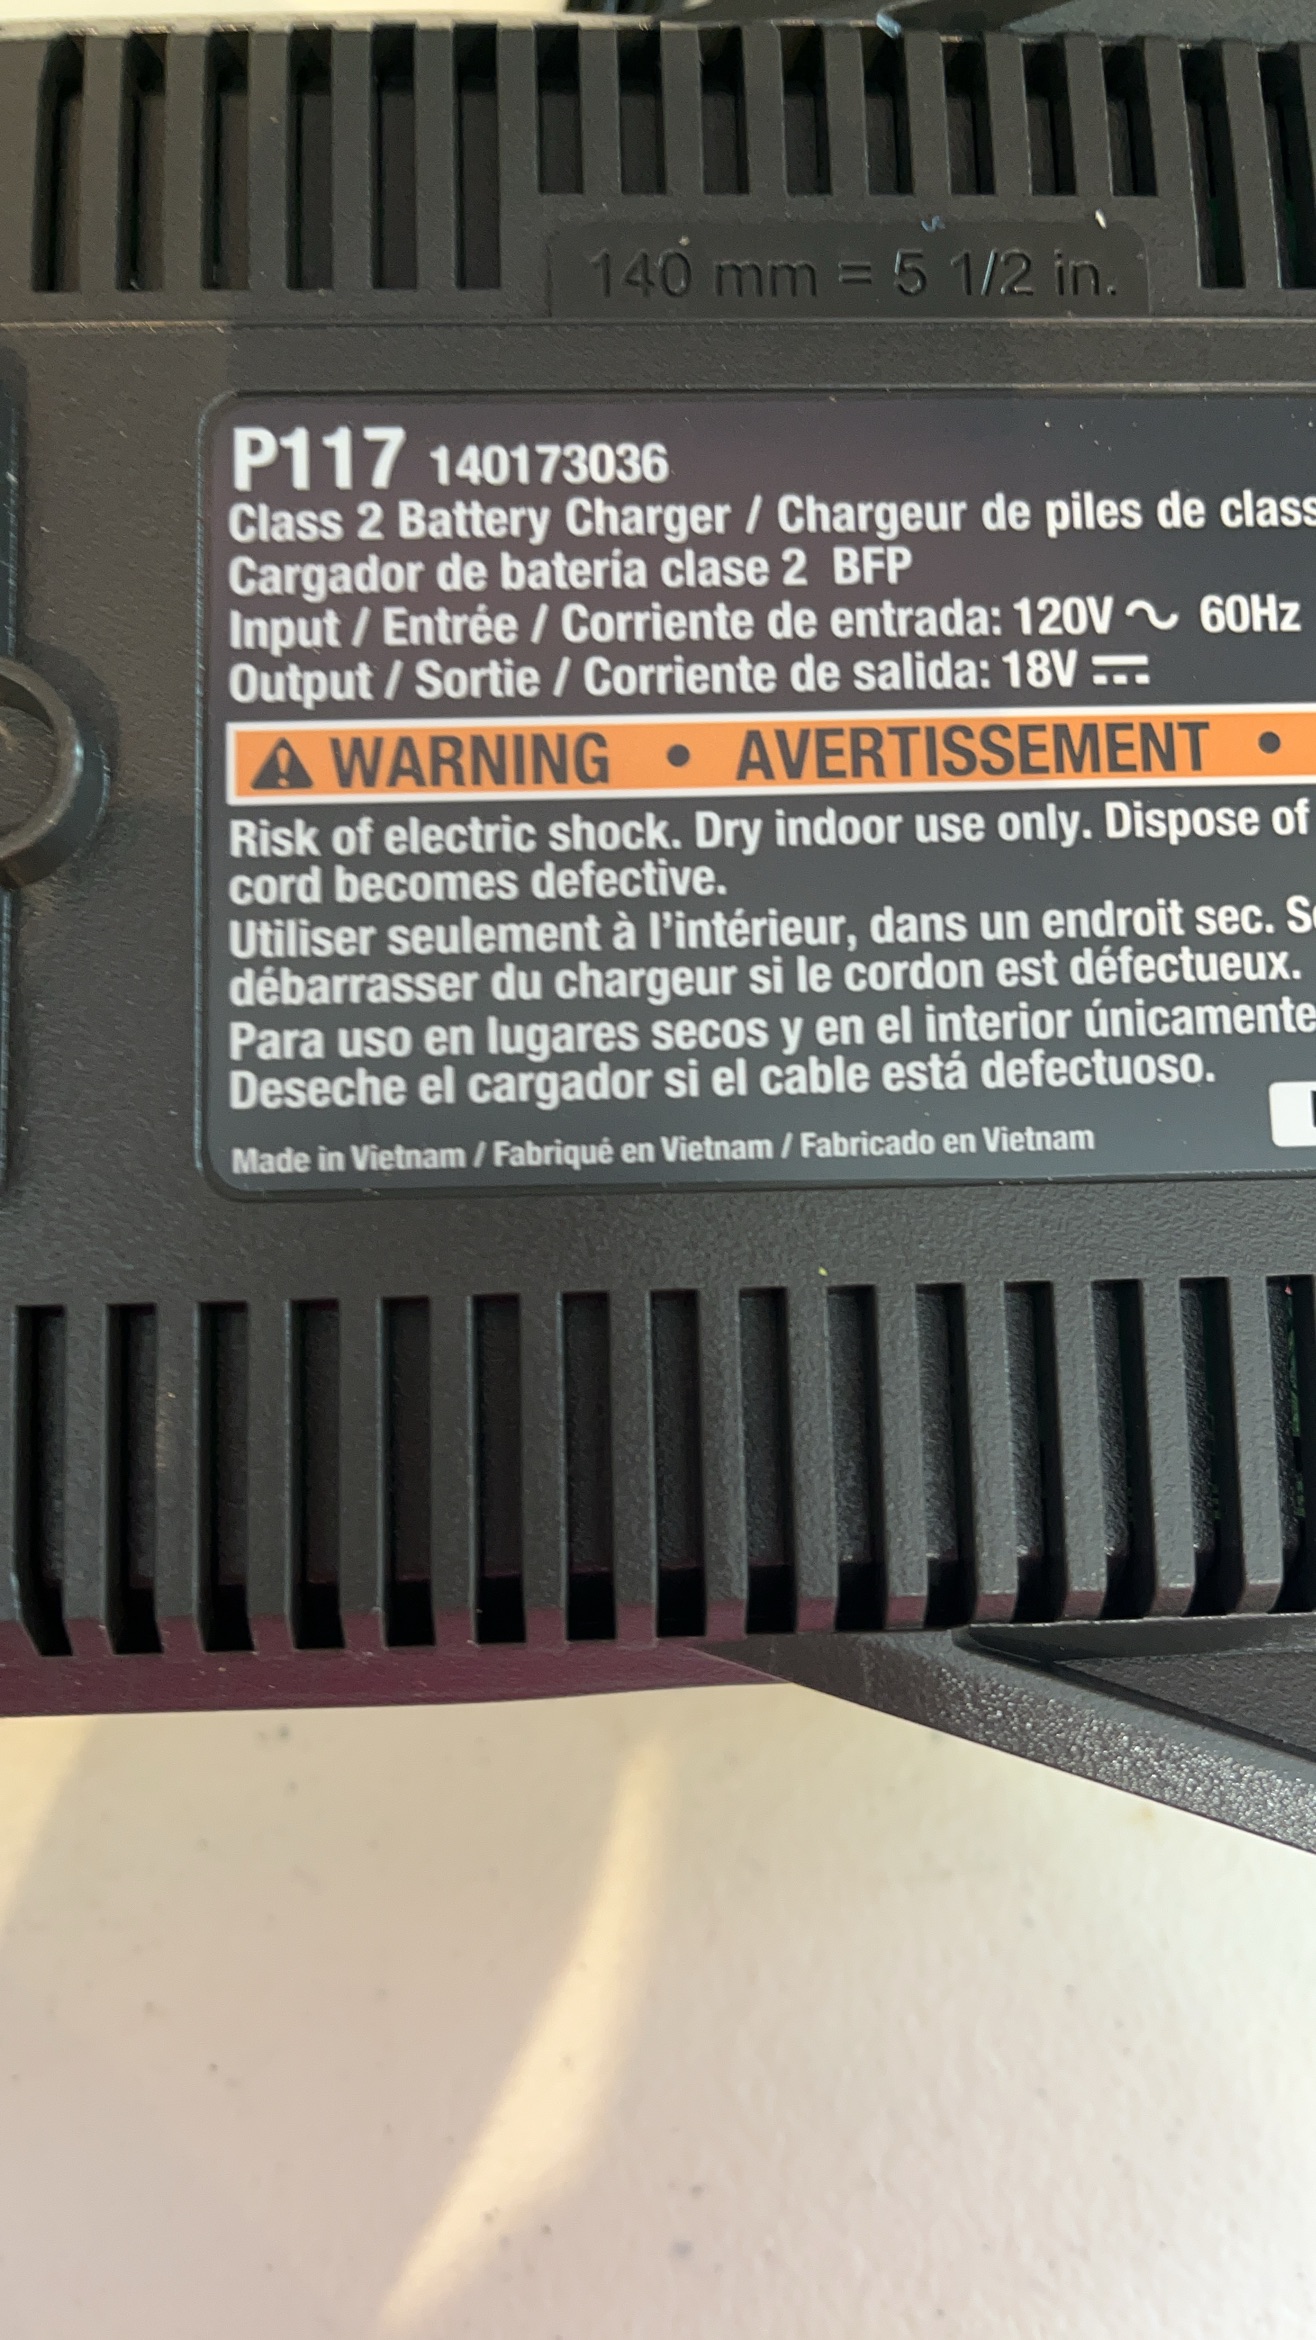 140 mm = 5 1/2 in.
P117 140173036
Class 2 Battery Charger / Chargeur de piles de class
Cargador de batería clase 2 BFP
Input / Entrée / Corriente de entrada: 120V ~ 60Hz
Output / Sortie / Corriente de salida: 18V ⎓
⚠ WARNING • AVERTISSEMENT •
Risk of electric shock. Dry indoor use only. Dispose of
cord becomes defective.
Utiliser seulement à l'intérieur, dans un endroit sec.
débarrasser du chargeur si le cordon est défectueux.
Para uso en lugares secos y en el interior únicamente
Deseche el cargador si el cable está defectuoso.
Made in Vietnam / Fabriqué en Vietnam / Fabricado en Vietnam